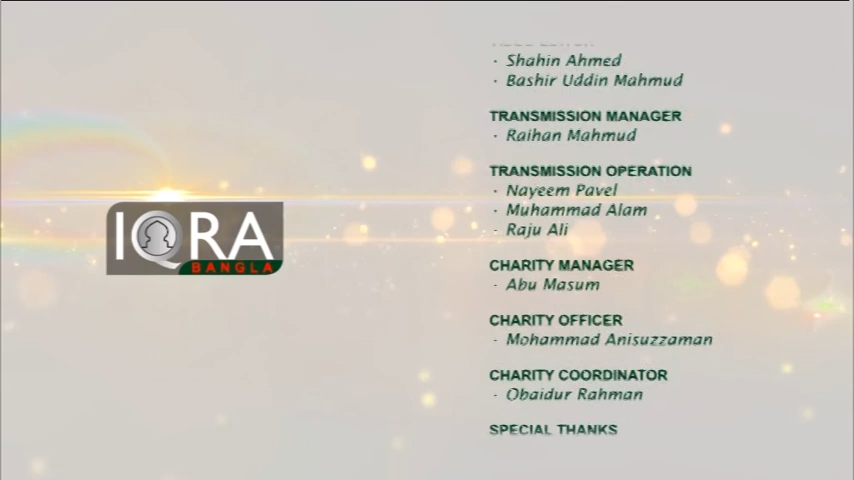 IQRA
BANGLA
· Shahin Ahmed
· Bashir Uddin Mahmud
TRANSMISSION MANAGER
· Raihan Mahmud
TRANSMISSION OPERATION
· Nayeem Pavel
· Muhammad Alam
· Raju Ali
CHARITY MANAGER
· Abu Masum
CHARITY OFFICER
· Mohammad Anisuzzaman
CHARITY COORDINATOR
· Obaidur Rahman
SPECIAL THANKS